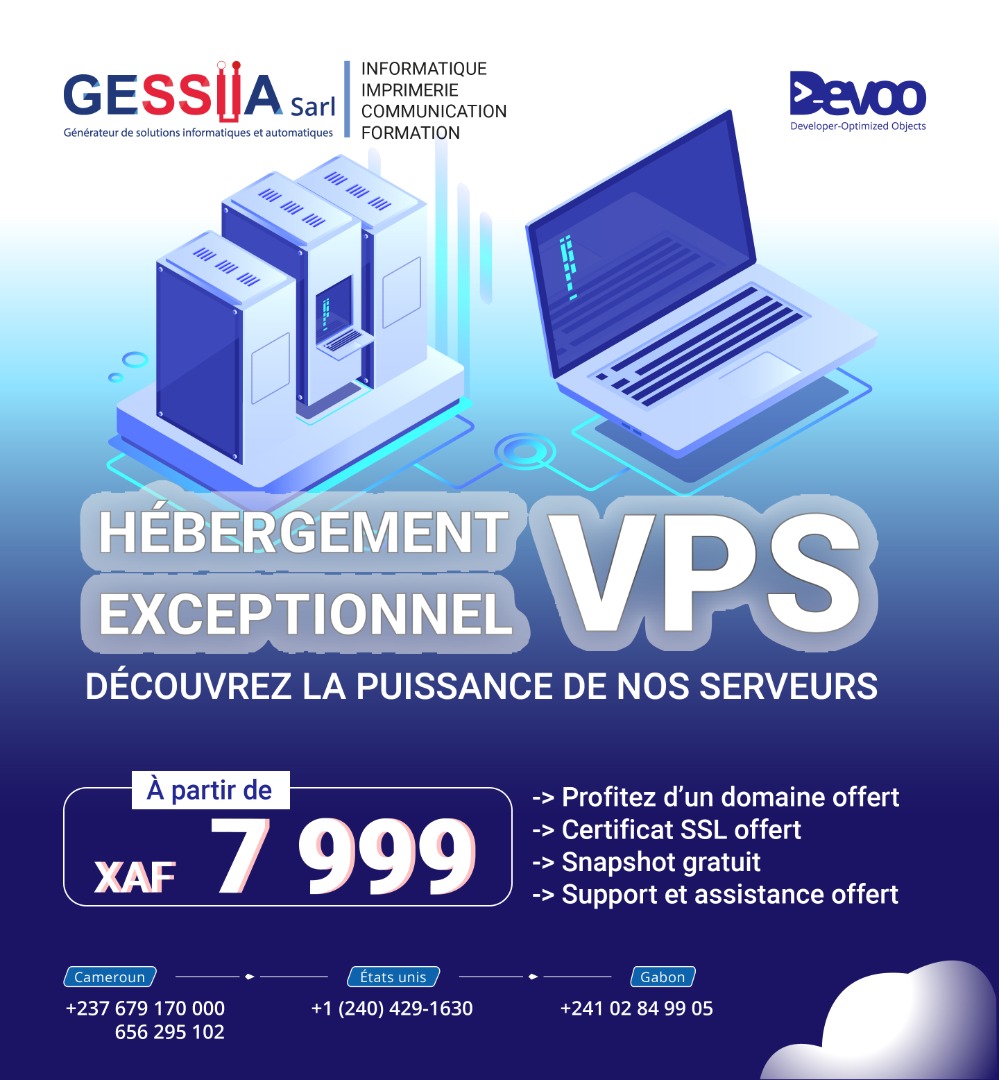 GESSIIA Sarl
Générateur de solutions informatiques et automatiques
INFORMATIQUE
IMPRIMERIE
COMMUNICATION
FORMATION
Devoo
Developer-Optimized Objects
HÉBERGEMENT
EXCEPTIONNEL
VPS
DÉCOUVREZ LA PUISSANCE DE NOS SERVEURS
À partir de
XAF 7 999
-> Profitez d’un domaine offert
-> Certificat SSL offert
-> Snapshot gratuit
-> Support et assistance offert
Cameroun
+237 679 170 000
656 295 102
États unis
+1 (240) 429-1630
Gabon
+241 02 84 99 05